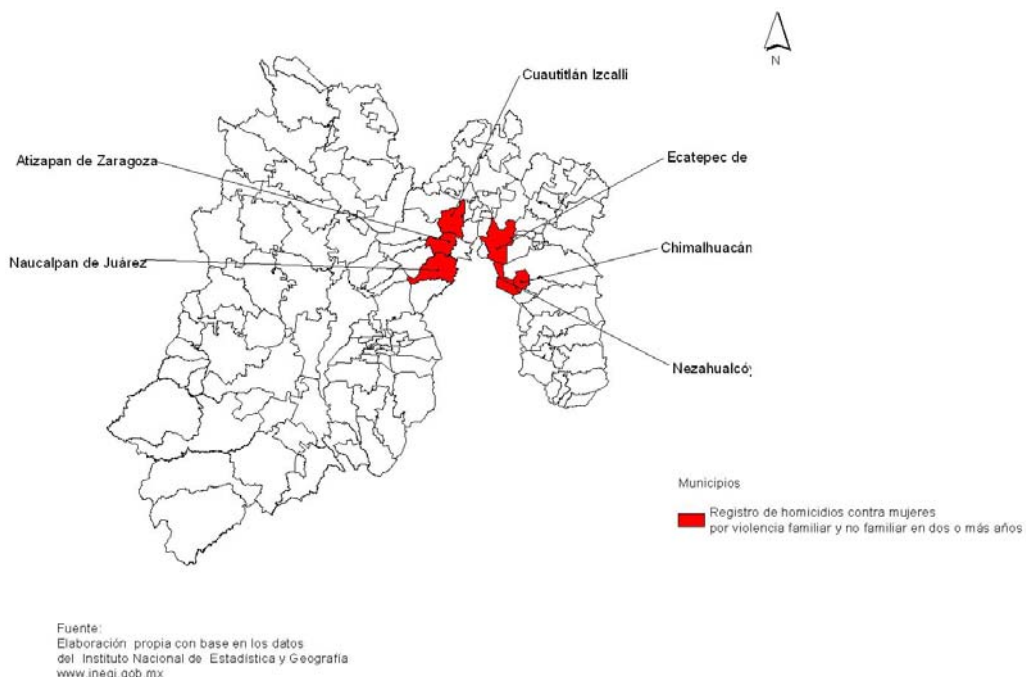 N
Cuautitlán Izcalli
Atizapan de Zaragoza
Ecatepec de
Chimalhuacán
Naucalpan de Juárez
Nezahualcó
Municipios
Registro de homicidios contra mujeres
por violencia familiar y no familiar en dos o más años
Fuente:
Elaboración propia con base en los datos
del Instituto Nacional de Estadística y Geografía
www.inegi.gob.mx